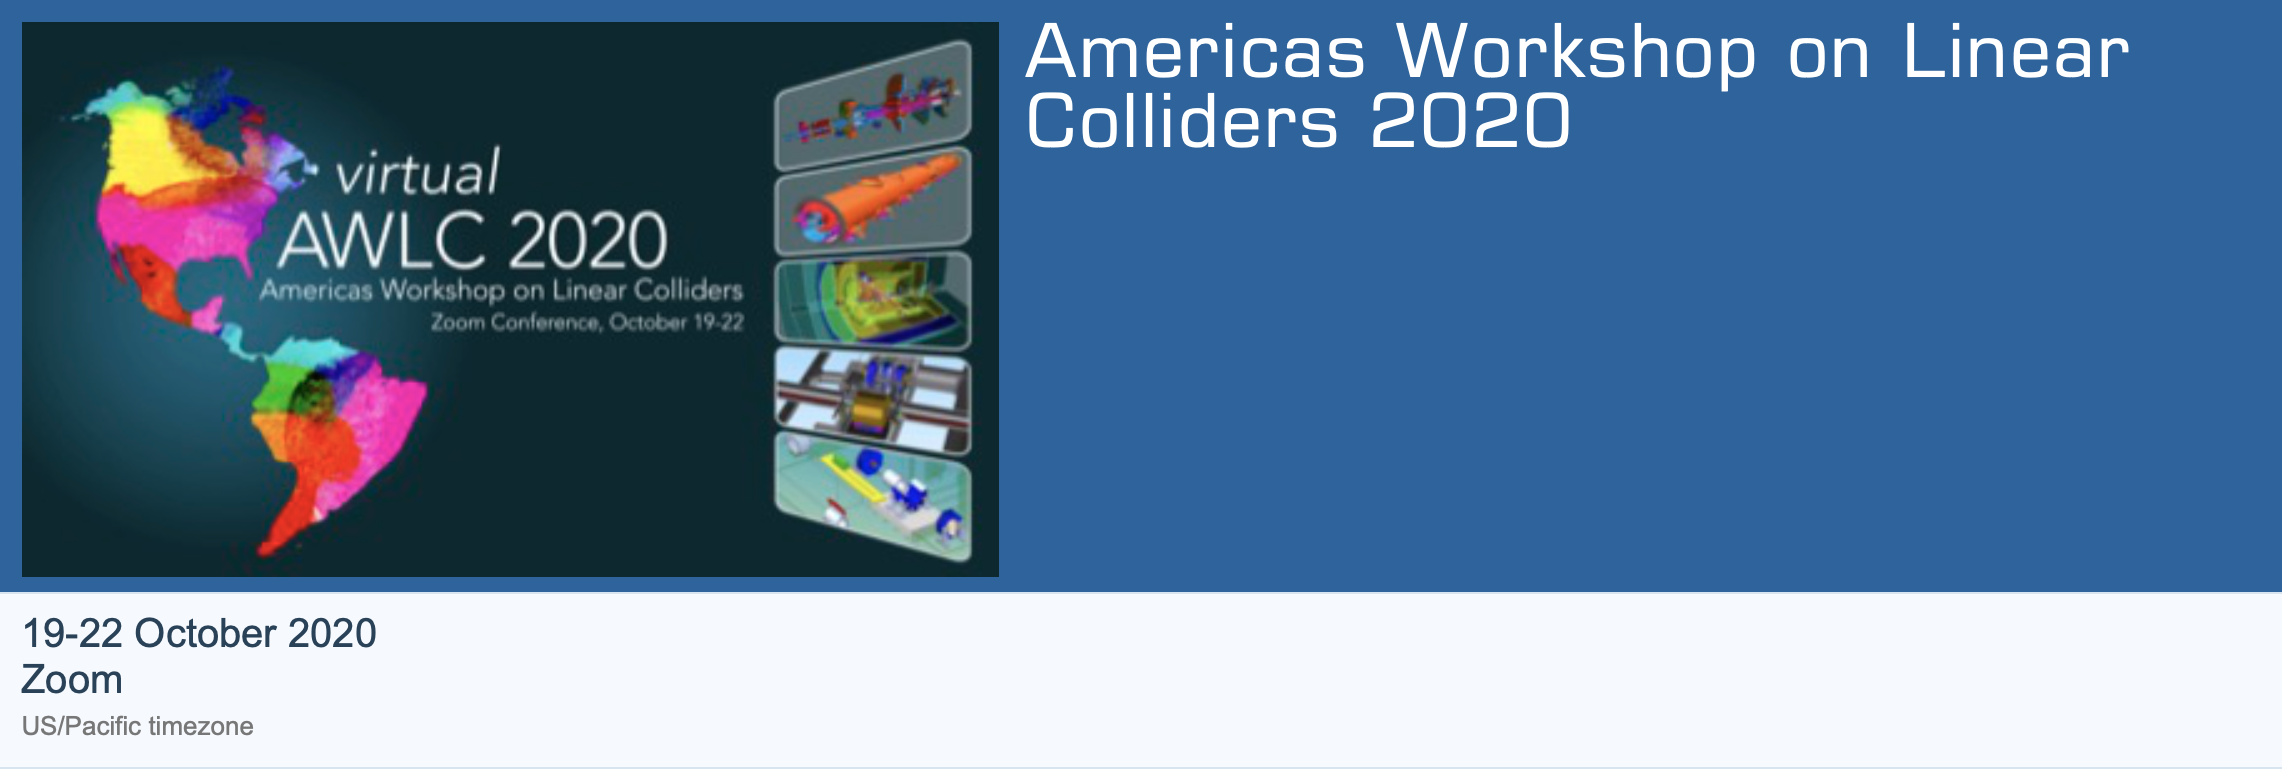 virtual
AWLC 2020
Americas Workshop on Linear Colliders
Zoom Conference, October 19-22
Americas Workshop on Linear
Colliders 2020
19-22 October 2020
Zoom
US/Pacific timezone